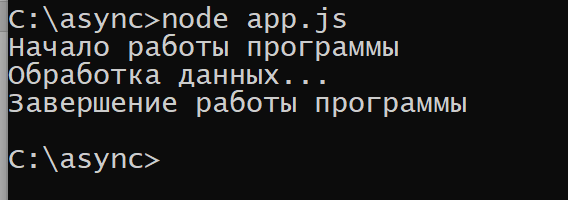 C:\async>node app.js
Начало работы программы
Обработка данных...
Завершение работы программы
C:\async>